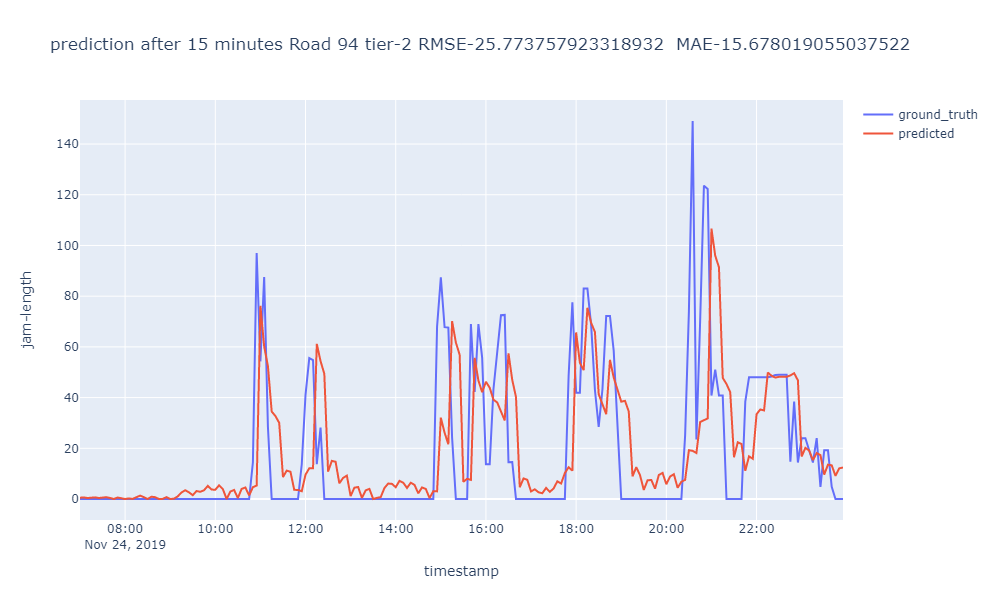 prediction after 15 minutes Road 94 tier-2 RMSE-25.773757923318932  MAE-15.678019055037522
ground_truth
predicted
140
120
100
80
60
40
20
0
jam-length
08:00 10:00 12:00 14:00 16:00 18:00 20:00 22:00
Nov 24, 2019
timestamp